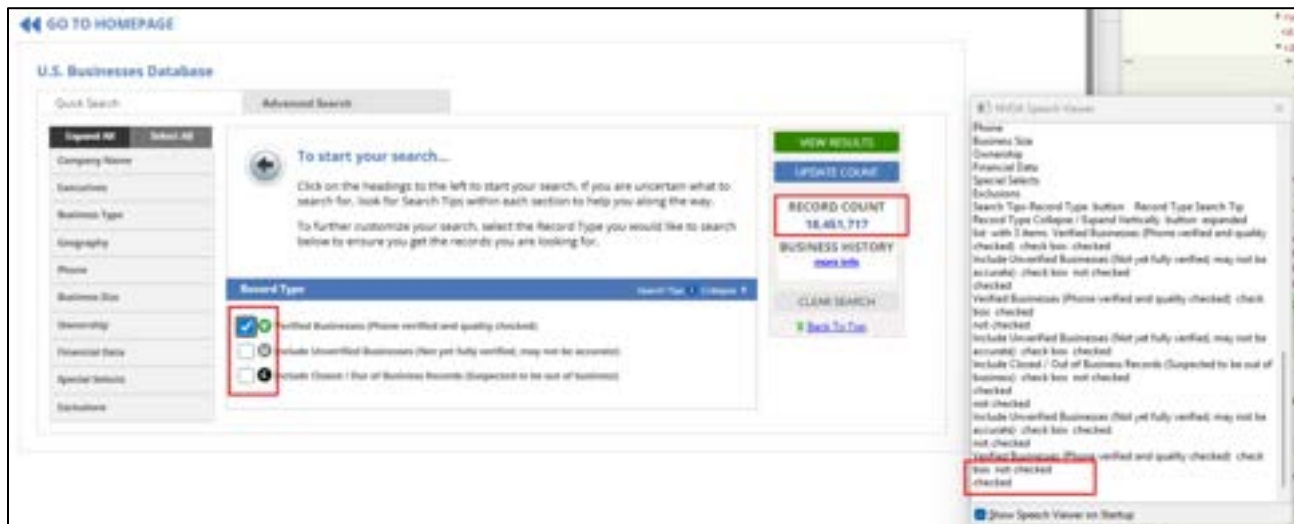 GO TO HOMEPAGE
U.S. Businesses Database
Quick Search
Advanced Search
Expand All
Select All
Company Name
Executives
Business Type
Geography
Phone
Business Size
Ownership
Financial Data
Special Selects
Exclusions
To start your search...
Click on the headings to the left to start your search. If you are uncertain what to
search for, look for Search Tips within each section to help you along the way.
To further customize your search, select the Record Type you would like to search
below to ensure you get the records you are looking for.
Record Type
Search Tips
Collapse
Verified Businesses (Phone verified and quality checked)
Include Unverified Businesses (Not yet fully verified, may not be accurate)
Include Closed / Out of Business Records (Suspected to be out of business)
VIEW RESULTS
UPDATE COUNT
RECORD COUNT
18,451,717
BUSINESS HISTORY
more info
CLEAR SEARCH
Back To Top
NVDA Speech Viewer
Phone
Business Size
Ownership
Financial Data
Special Selects
Exclusions
Search Tips-Record Type button Record Type Search Tip
Record Type Collapse / Expand Vertically button expanded
list with 3 items Verified Businesses (Phone verified and quality
checked) check box checked
Include Unverified Businesses (Not yet fully verified, may not be
accurate) check box not checked
checked
Verified Businesses (Phone verified and quality checked) check
box checked
not checked
Include Unverified Businesses (Not yet fully verified, may not be
accurate) check box checked
Include Closed / Out of Business Records (Suspected to be out of
business) check box not checked
checked
not checked
Include Unverified Businesses (Not yet fully verified, may not be
accurate) check box checked
not checked
Verified Businesses (Phone verified and quality checked) check
box not checked
checked
Show Speech Viewer on Startup